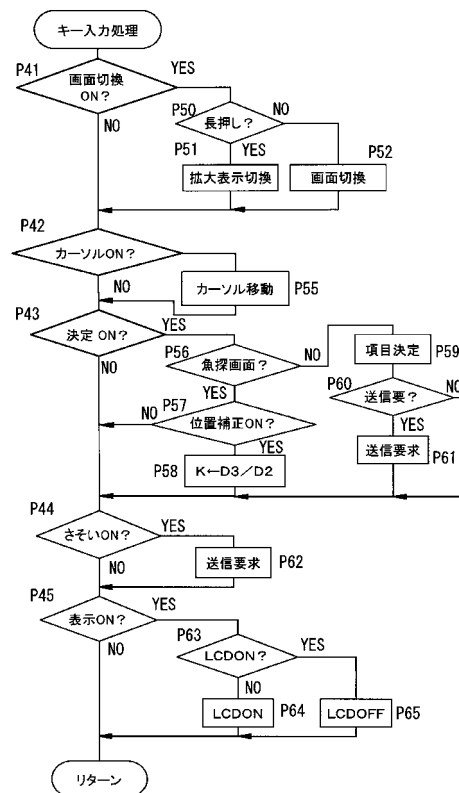 キー入力処理
P41
画面切換
ON?
YES
NO
P50
長押し?
NO
YES
P51
拡大表示切換
P52
画面切換
P42
カーソルON?
NO
カーソル移動
P55
P43
決定 ON?
YES
NO
P56
魚探画面?
NO
YES
項目決定
P59
P60
送信要?
NO
YES
送信要求
P61
P57
NO
位置補正ON?
YES
P58
K←D3/D2
P44
さそいON?
YES
NO
送信要求
P62
P45
表示ON?
YES
NO
P63
LCDON?
YES
NO
LCDON
P64
LCDOFF
P65
リターン